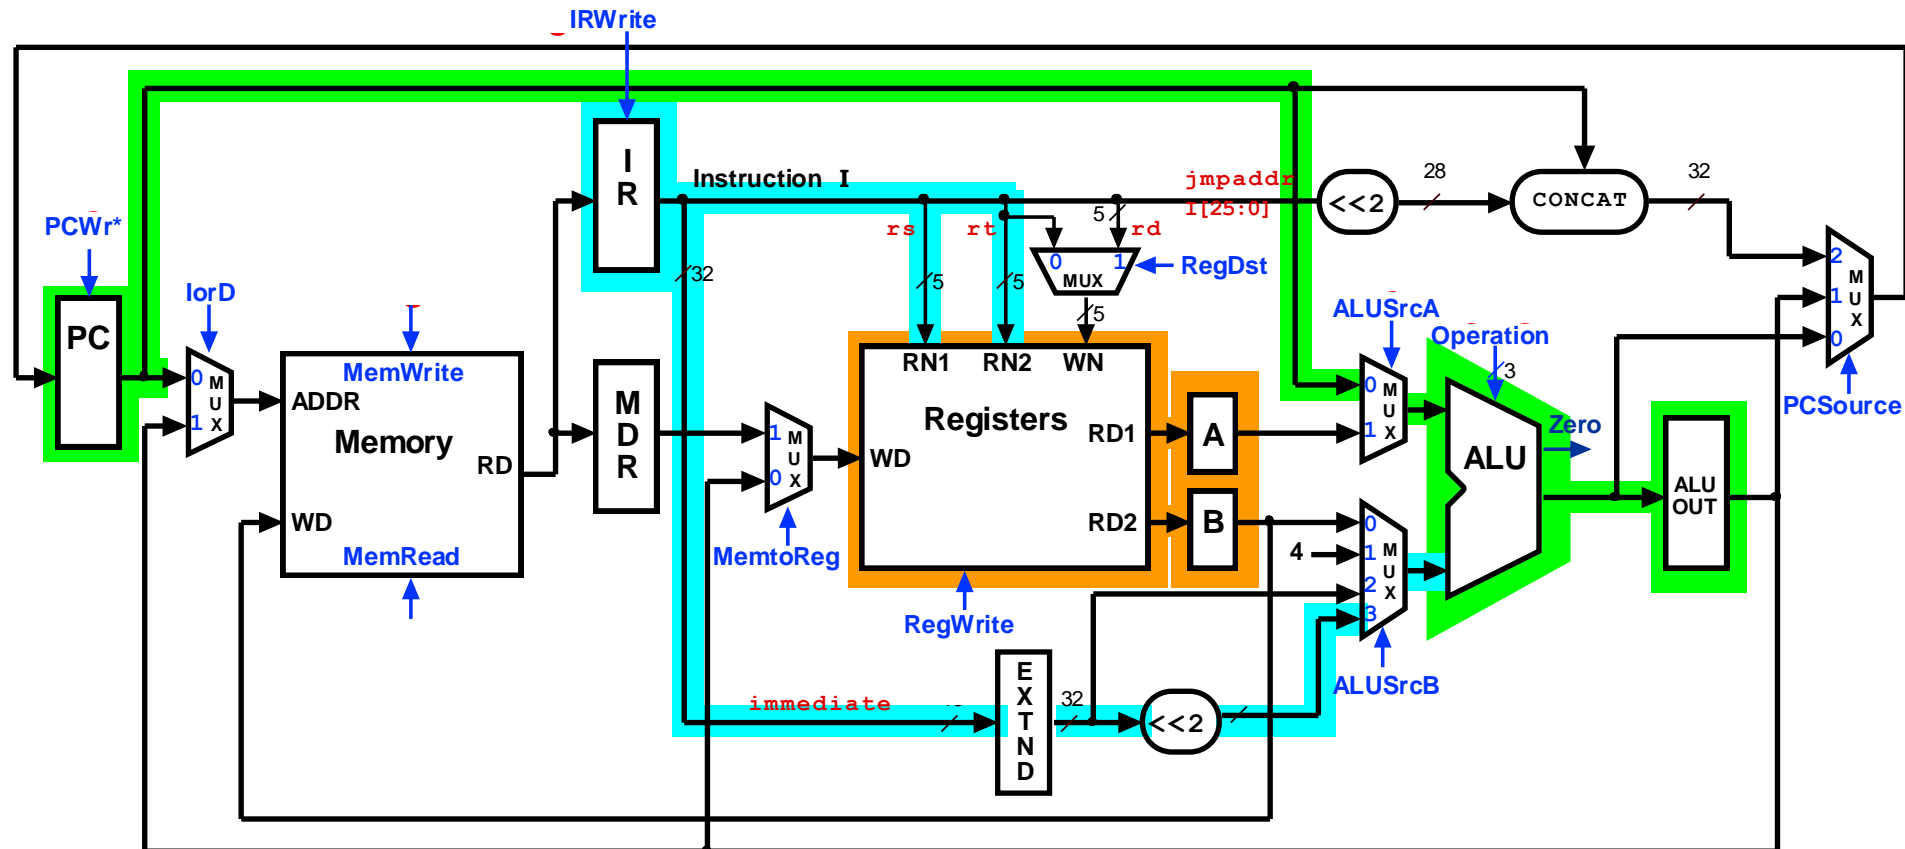 IRWrite
I
R
Instruction I
jmpaddr
I[25:0]
<<2
28
CONCAT
32
rs
rt
5
rd
PCWr*
PC
IorD
0
1
M
U
X
MemWrite
ADDR
Memory
RD
WD
MemRead
M
D
R
32
5
5
0
1
MUX
RegDst
5
RN1
RN2
WN
Registers
RD1
RD2
WD
A
B
1
0
M
U
X
MemtoReg
RegWrite
ALUSrcA
0
1
M
U
X
Operation
3
Zero
ALU
ALU
OUT
2
1
0
M
U
X
PCSource
4
0
1
2
3
M
U
X
ALUSrcB
immediate
E
X
T
N
D
32
<<2